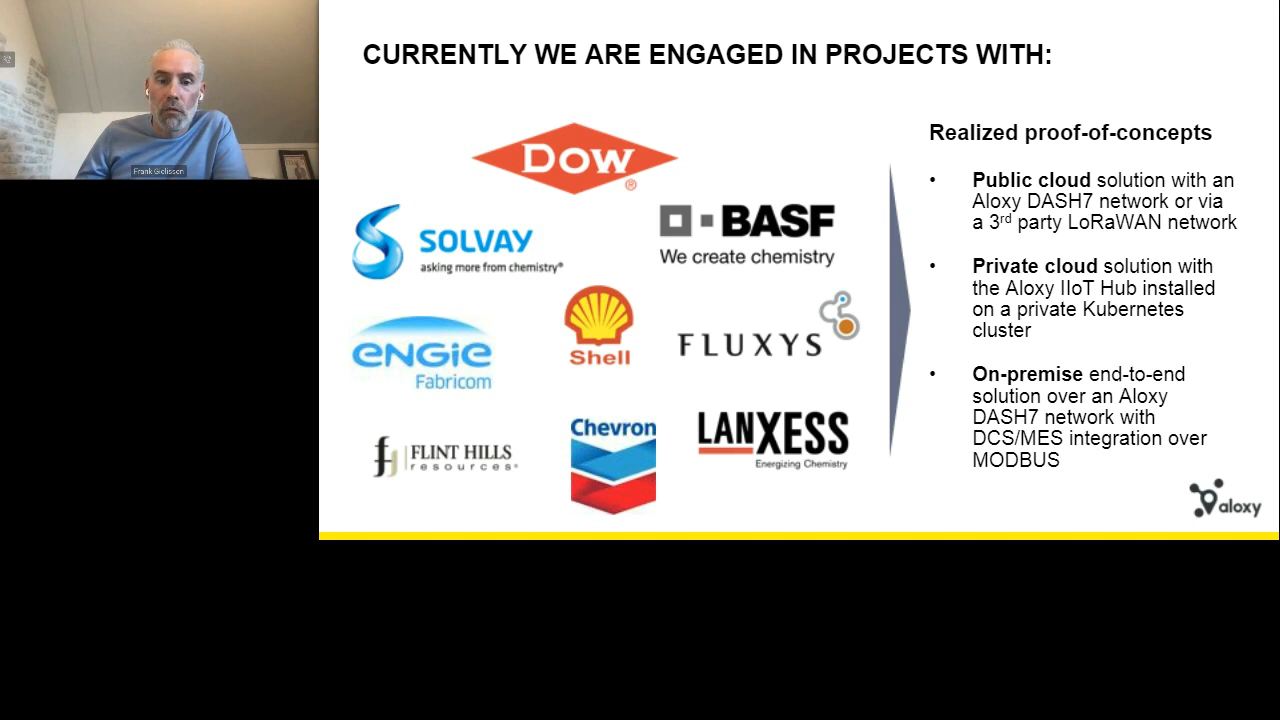 Frank Gielissen
CURRENTLY WE ARE ENGAGED IN PROJECTS WITH:
DOW
®
SOLVAY
asking more from chemistry®
BASF
We create chemistry
ENGIE
Fabricom
Shell
FLUXYS
FLINT HILLS
resources®
Chevron
LANXESS
Energizing Chemistry
Realized proof-of-concepts
• Public cloud solution with an
Aloxy DASH7 network or via
a 3rd party LoRaWAN network
• Private cloud solution with
the Aloxy IIoT Hub installed
on a private Kubernetes
cluster
• On-premise end-to-end
solution over an Aloxy
DASH7 network with
DCS/MES integration over
MODBUS
aloxy